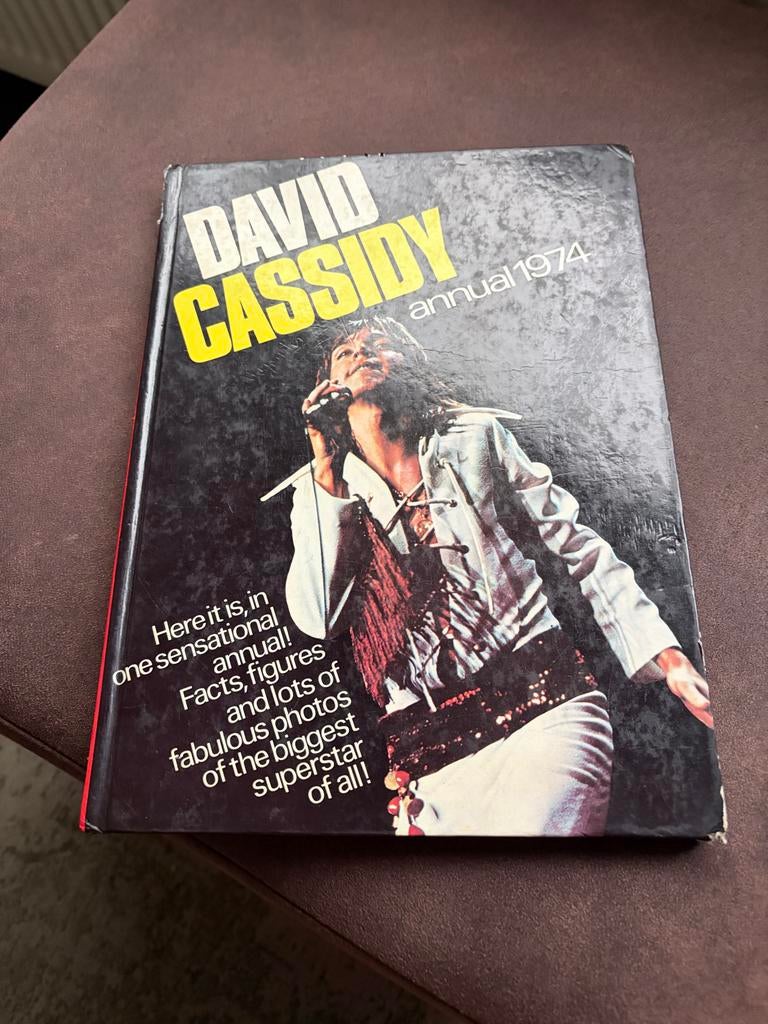 DAVID
CASSIDY
annual 1974
Here it is, in
one sensational
annual!
Facts, figures
and lots of
fabulous photos
of the biggest
superstar
of all!